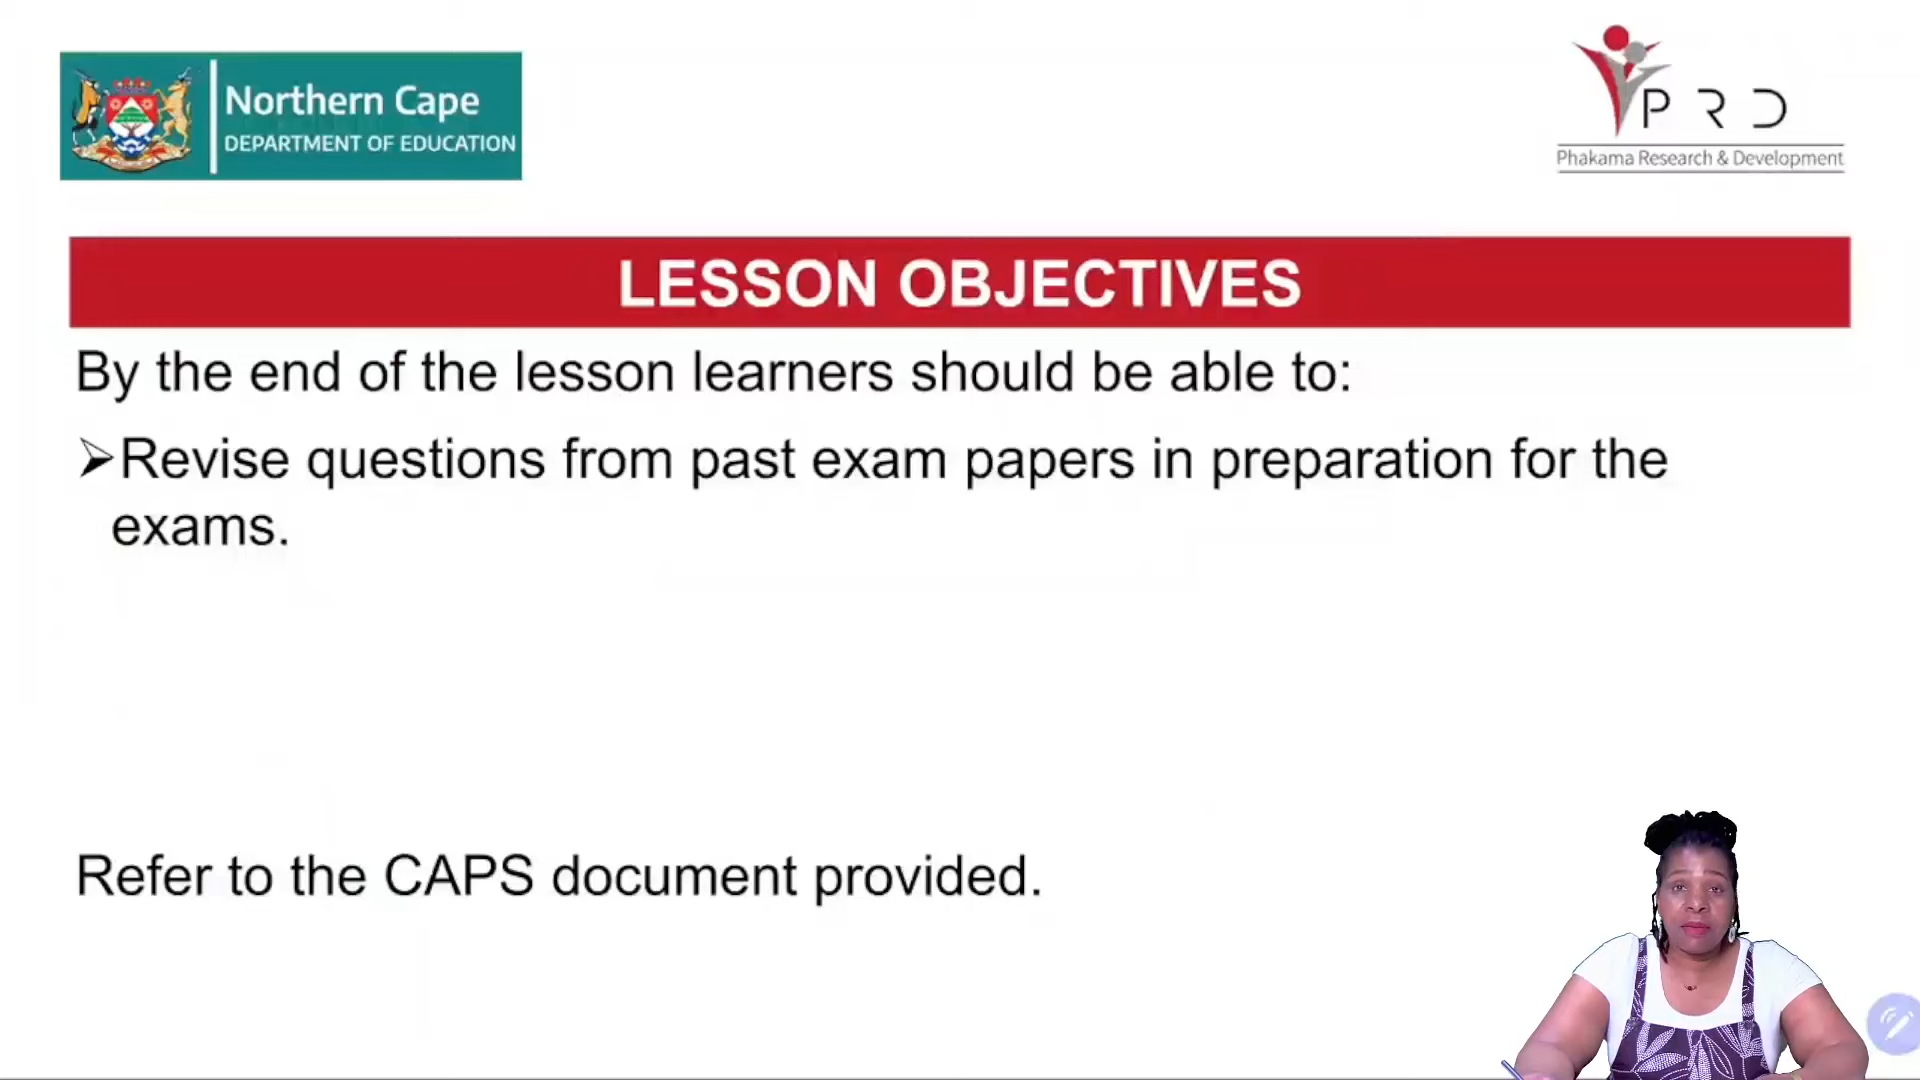 Northern Cape
DEPARTMENT OF EDUCATION
PRD
Phakama Research & Development
LESSON OBJECTIVES
By the end of the lesson learners should be able to:
➢Revise questions from past exam papers in preparation for the
exams.
Refer to the CAPS document provided.